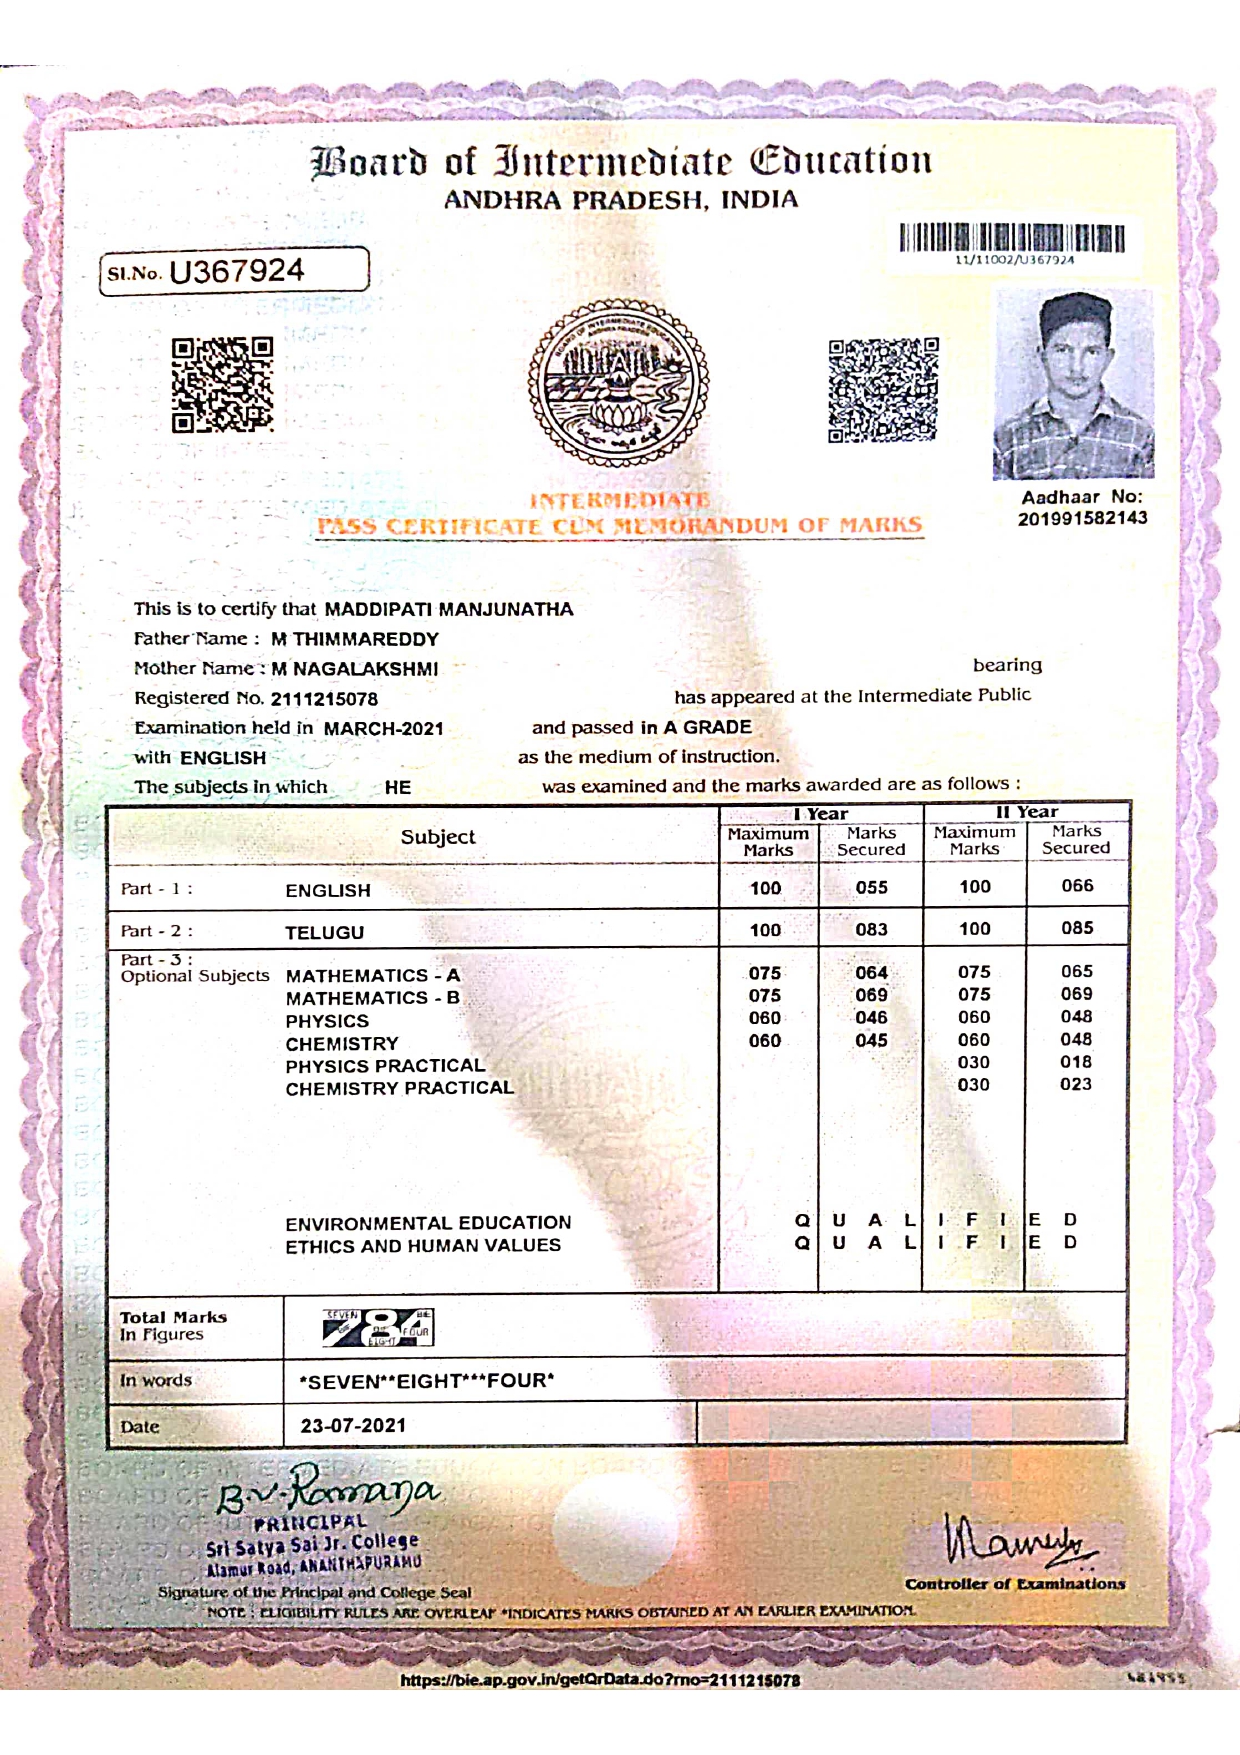 Board of Intermediate Education
ANDHRA PRADESH, INDIA
11/11002/U367924
Sl.No. U367924
BOARD OF INTERMEDIATE EDUCATION
ANDHRA PRADESH
INTERMEDIATE
PASS CERTIFICATE CUM MEMORANDUM OF MARKS
Aadhaar No:
201991582143
This is to certify that MADDIPATI MANJUNATHA
Father Name : M THIMMAREDDY
Mother Name : M NAGALAKSHMI bearing
Registered No. 2111215078 has appeared at the Intermediate Public
Examination held in MARCH-2021 and passed in A GRADE
with ENGLISH as the medium of instruction.
The subjects in which HE was examined and the marks awarded are as follows :
Subject I Year II Year
Maximum Marks Marks Secured Maximum Marks Marks Secured
Part - 1 : ENGLISH 100 055 100 066
Part - 2 : TELUGU 100 083 100 085
Part - 3 :
Optional Subjects MATHEMATICS - A 075 064 075 065
MATHEMATICS - B 075 069 075 069
PHYSICS 060 046 060 048
CHEMISTRY 060 045 060 048
PHYSICS PRACTICAL 030 018
CHEMISTRY PRACTICAL 030 023
ENVIRONMENTAL EDUCATION Q U A L I F I E D
ETHICS AND HUMAN VALUES Q U A L I F I E D
Total Marks
In Figures 784
In words *SEVEN**EIGHT***FOUR*
Date 23-07-2021
B.V. Ramana
PRINCIPAL
Sri Satya Sai Jr. College
Alamur Road, ANANTHAPURAMU
Signature of the Principal and College Seal
Controller of Examinations
NOTE : ELIGIBILITY RULES ARE OVERLEAF *INDICATES MARKS OBTAINED AT AN EARLIER EXAMINATION.
https://bie.ap.gov.in/getQrData.do?rno=2111215078